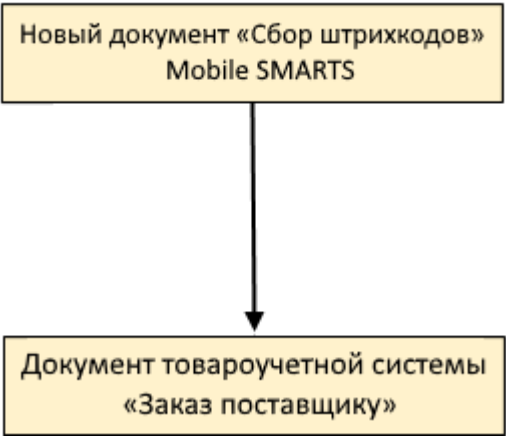 Новый документ «Сбор штрихкодов»
Mobile SMARTS
Документ товароучетной системы
«Заказ поставщику»